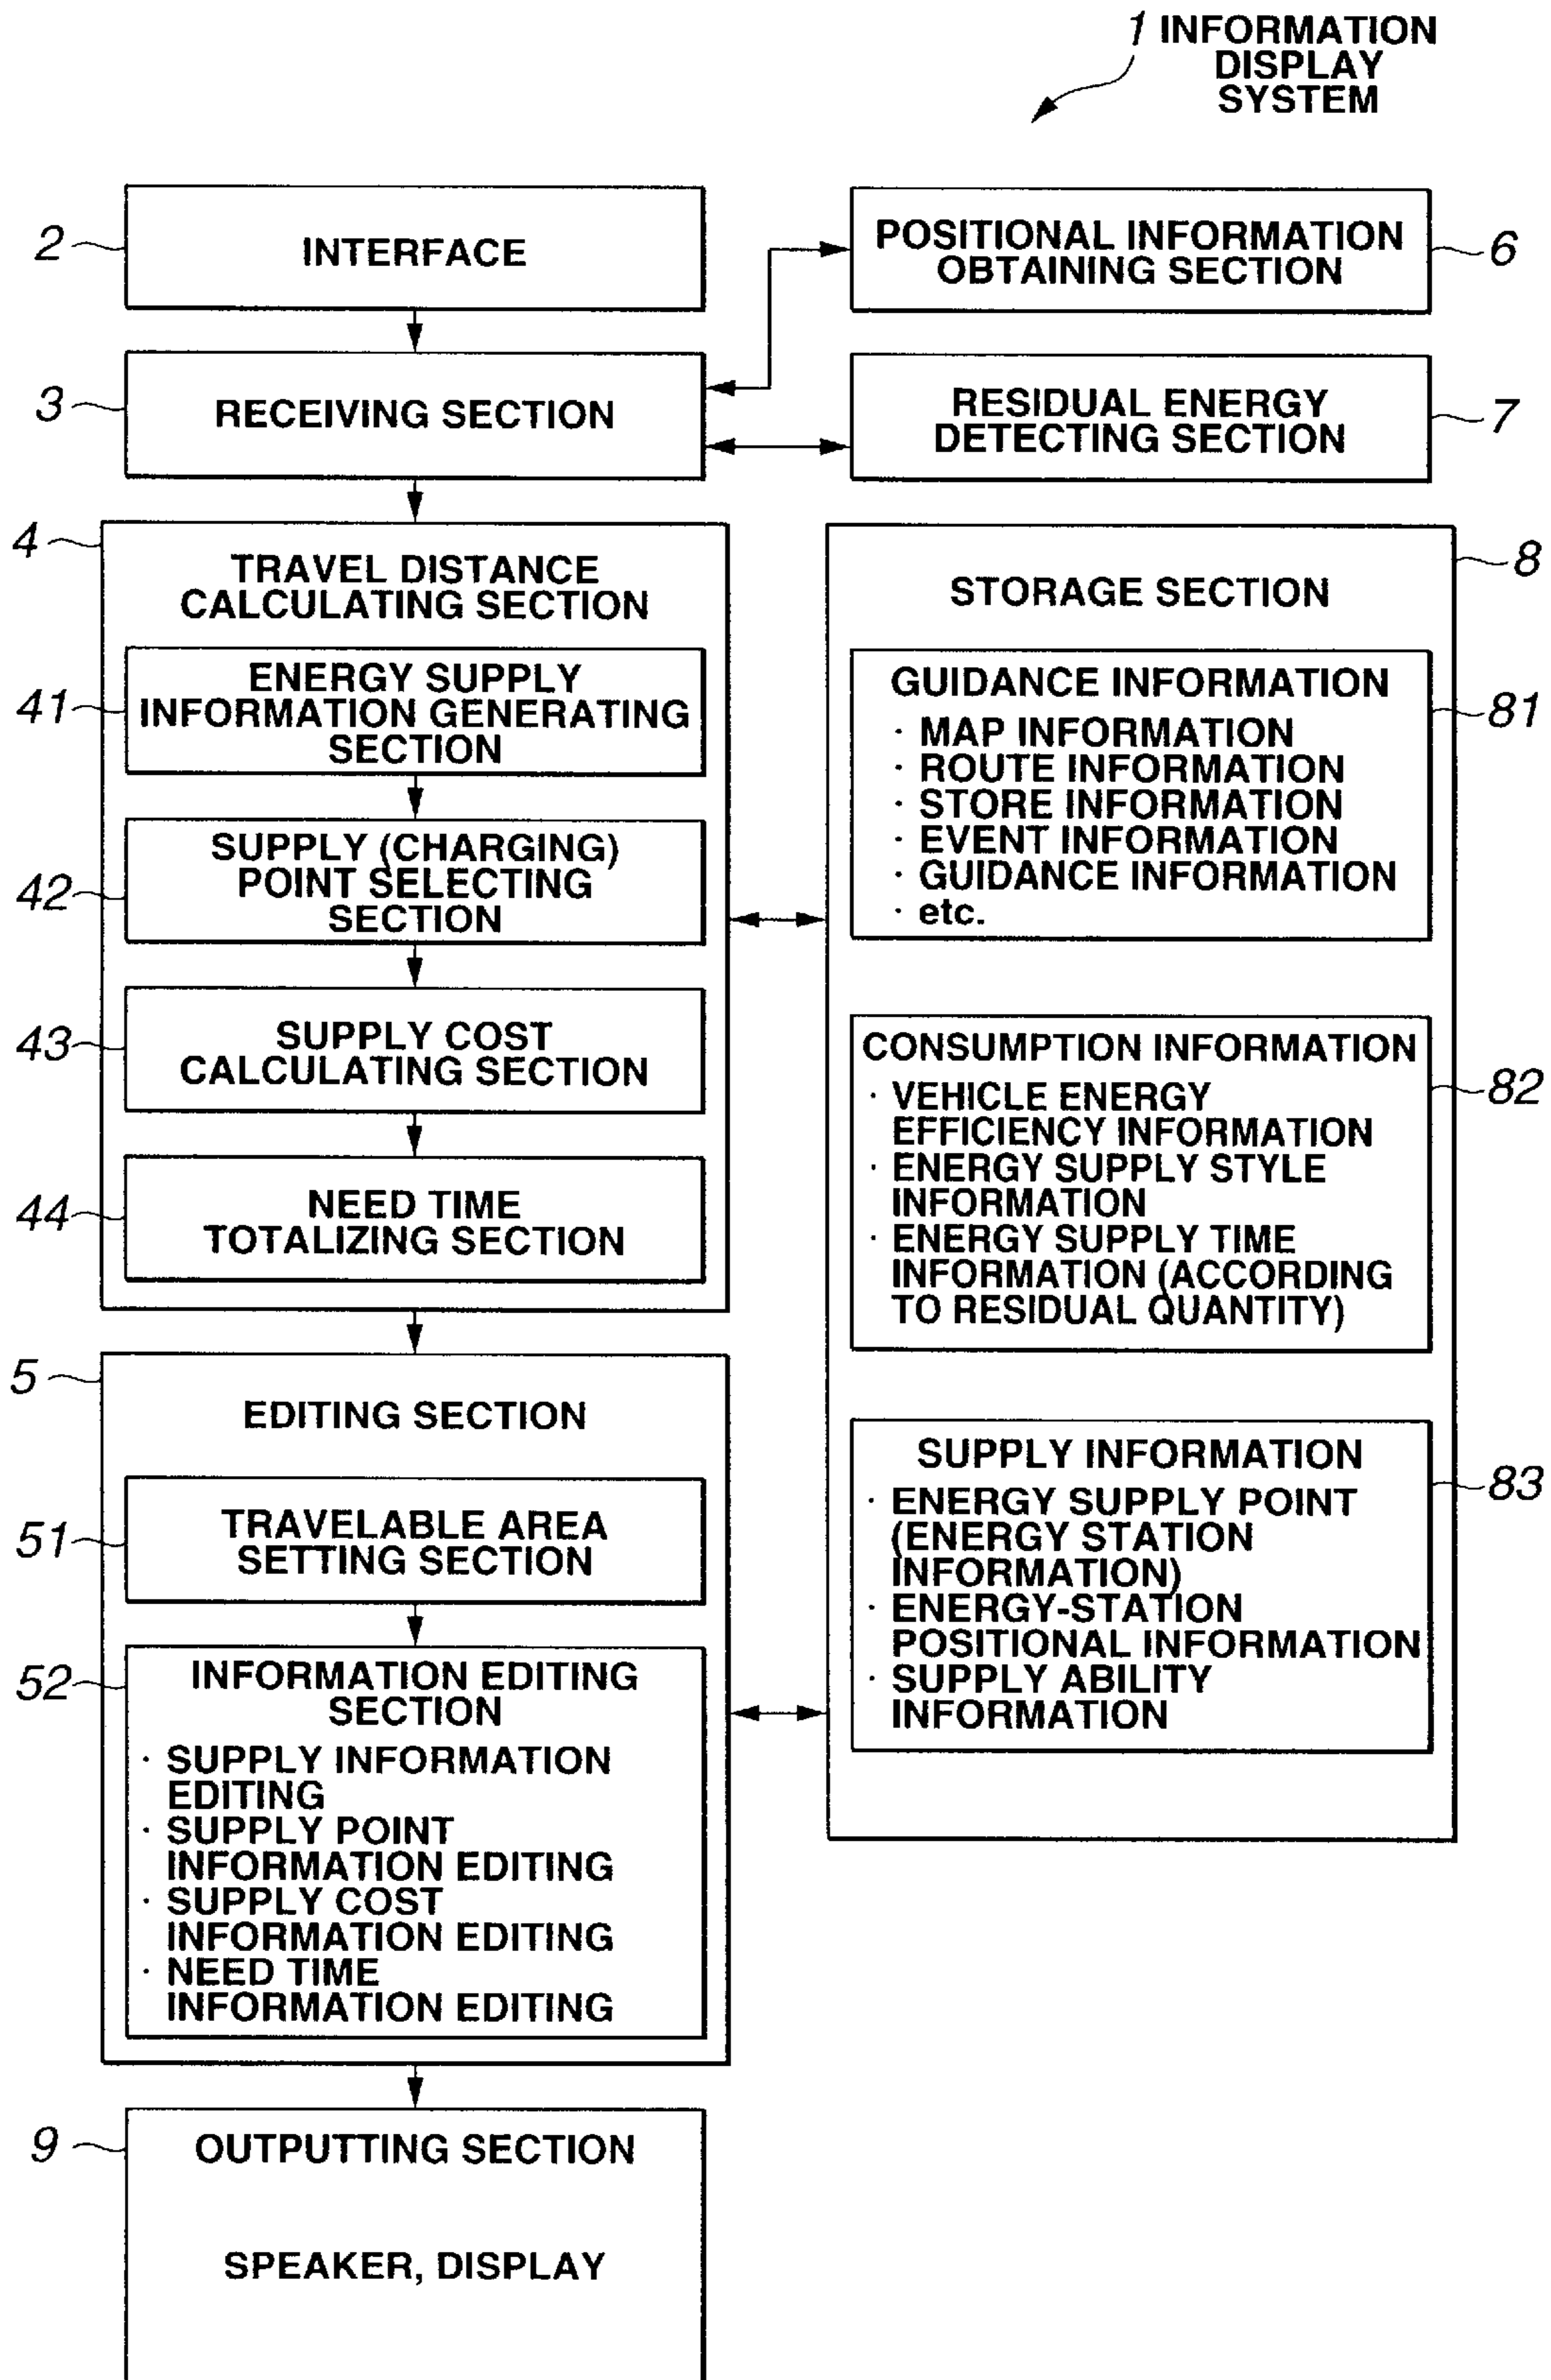 1 INFORMATION
DISPLAY
SYSTEM
2
INTERFACE
POSITIONAL INFORMATION
OBTAINING SECTION
6
3
RECEIVING SECTION
RESIDUAL ENERGY
DETECTING SECTION
7
4
TRAVEL DISTANCE
CALCULATING SECTION
41
ENERGY SUPPLY
INFORMATION GENERATING
SECTION
42
SUPPLY (CHARGING)
POINT SELECTING
SECTION
43
SUPPLY COST
CALCULATING SECTION
44
NEED TIME
TOTALIZING SECTION
8
STORAGE SECTION
GUIDANCE INFORMATION
81
· MAP INFORMATION
· ROUTE INFORMATION
· STORE INFORMATION
· EVENT INFORMATION
· GUIDANCE INFORMATION
· etc.
CONSUMPTION INFORMATION
82
· VEHICLE ENERGY
EFFICIENCY INFORMATION
· ENERGY SUPPLY STYLE
INFORMATION
· ENERGY SUPPLY TIME
INFORMATION (ACCORDING
TO RESIDUAL QUANTITY)
SUPPLY INFORMATION
83
· ENERGY SUPPLY POINT
(ENERGY STATION
INFORMATION)
· ENERGY-STATION
POSITIONAL INFORMATION
· SUPPLY ABILITY
INFORMATION
5
EDITING SECTION
51
TRAVELABLE AREA
SETTING SECTION
52
INFORMATION EDITING
SECTION
· SUPPLY INFORMATION
EDITING
· SUPPLY POINT
INFORMATION EDITING
· SUPPLY COST
INFORMATION EDITING
· NEED TIME
INFORMATION EDITING
9
OUTPUTTING SECTION
SPEAKER, DISPLAY